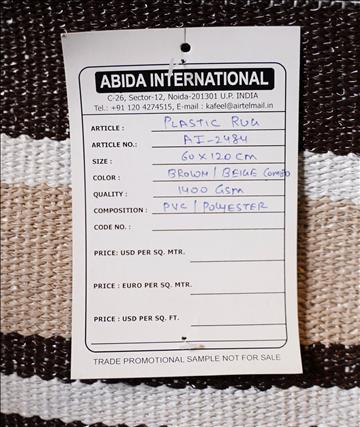 ABIDA INTERNATIONAL
C-26, Sector-12, Noida-201301 U.P. INDIA
Tel.: +91 120 4274515, E-mail : kafeel@airtelmail.in
ARTICLE : PLASTIC RUG
ARTICLE NO.: AI-2484
SIZE : 60 X 120 cm
COLOR : BROWN / BEIGE COMBO
QUALITY : 1400 GSM
COMPOSITION : PVC / POLYESTER
CODE NO. :
PRICE: USD PER SQ. MTR.
PRICE : EURO PER SQ. MTR.
PRICE : USD PER SQ. FT.
TRADE PROMOTIONAL SAMPLE NOT FOR SALE